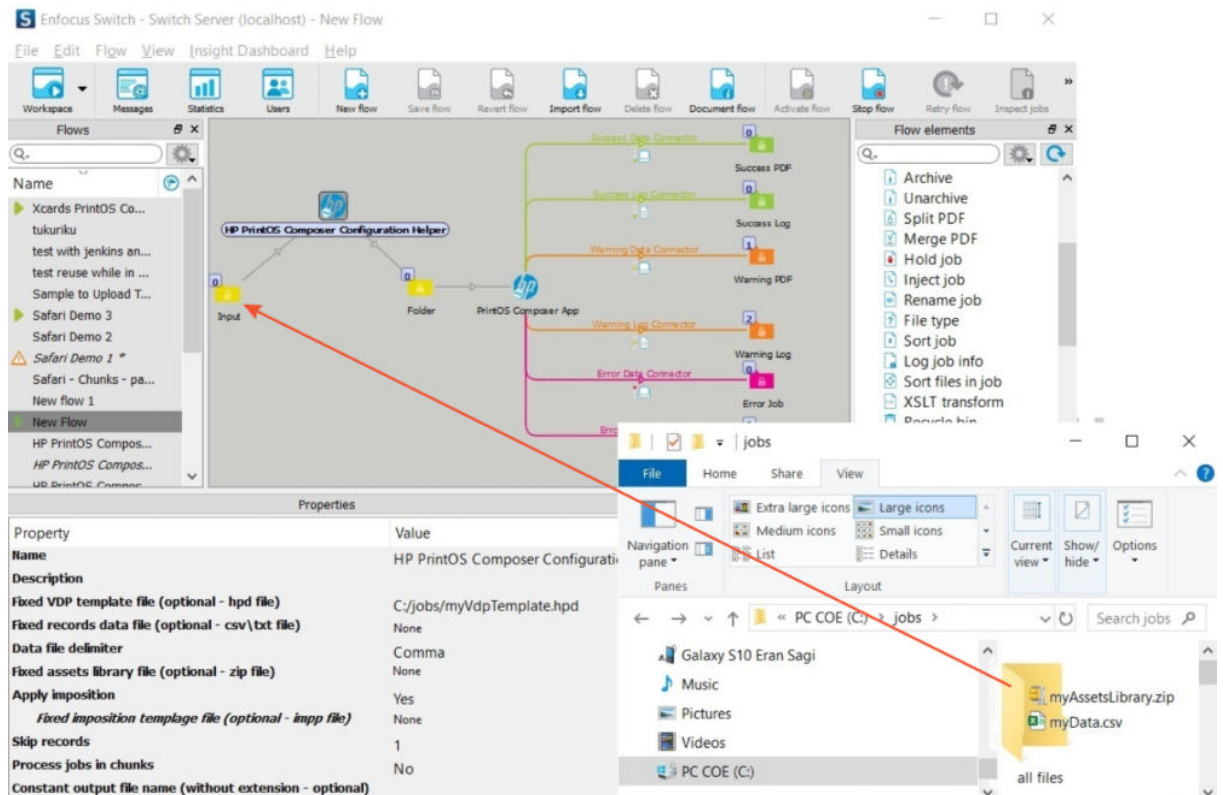 Enfocus Switch - Switch Server (localhost) - New Flow
File Edit Flow View Insight Dashboard Help
Workspace Messages Statistics Users New flow Save flow Revert flow Import flow Delete flow Document flow Activate flow Stop flow Retry flow Inspect jobs
Flows
Name
Xcards PrintOS Co...
tukuriku
test with jenkins an...
test reuse while in ...
Sample to Upload T...
Safari Demo 3
Safari Demo 2
Safari Demo 1 *
Safari - Chunks - pa...
New flow 1
New Flow
HP PrintOS Compos...
HP PrintOS Compos...
HP PrintOS Compos...
HP PrintOS Composer Configuration Helper
0
Input
0
Folder
hp
PrintOS Composer App
Success Data Connector
0
Success PDF
Success Log Connector
0
Success Log
Warning Data Connector
1
Warning PDF
Warning Log Connector
2
Warning Log
Error Data Connector
0
Error Job
Flow elements
Archive
Unarchive
Split PDF
Merge PDF
Hold job
Inject job
Rename job
File type
Sort job
Log job info
Sort files in job
XSLT transform
Recycle bin
Properties
Property Value
Name HP PrintOS Composer Configurati
Description
Fixed VDP template file (optional - hpd file) C:/jobs/myVdpTemplate.hpd
Fixed records data file (optional - csv\txt file) None
Data file delimiter Comma
Fixed assets library file (optional - zip file) None
Apply imposition Yes
Fixed imposition templage file (optional - impp file) None
Skip records 1
Process jobs in chunks No
Constant output file name (without extension - optional)
jobs
File Home Share View
Navigation pane
Extra large icons Large icons
Medium icons Small icons
List Details
Current view
Show/ hide
Options
Panes Layout
« PC COE (C:) › jobs › Search jobs
Galaxy S10 Eran Sagi
Music
Pictures
Videos
PC COE (C:)
myAssetsLibrary.zip
myData.csv
all files